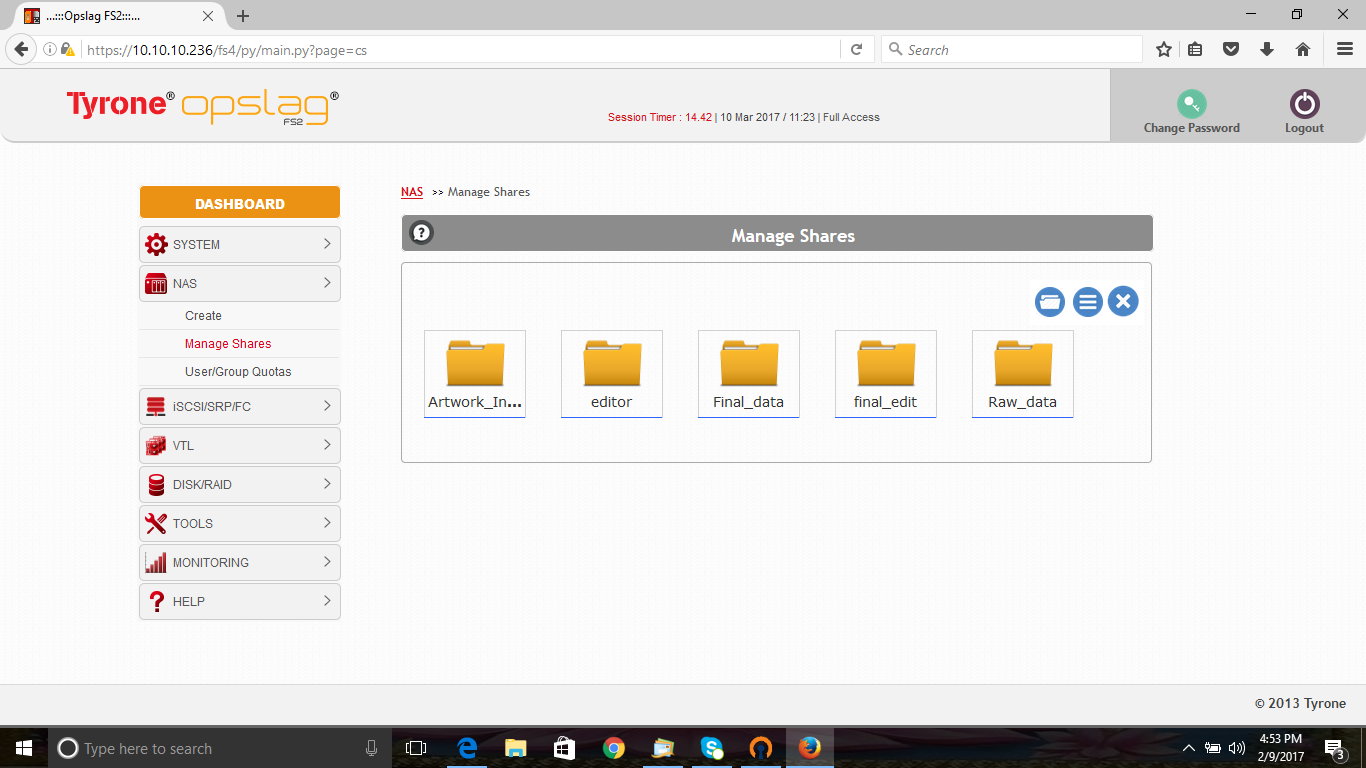 ...:::Opslag FS2:::...
https://10.10.10.236/fs4/py/main.py?page=cs
Search
Tyrone® opslag® FS2
Session Timer : 14.42 | 10 Mar 2017 / 11:23 | Full Access
Change Password
Logout
DASHBOARD
SYSTEM
NAS
Create
Manage Shares
User/Group Quotas
iSCSI/SRP/FC
VTL
DISK/RAID
TOOLS
MONITORING
HELP
NAS >> Manage Shares
Manage Shares
Artwork_In...
editor
Final_data
final_edit
Raw_data
© 2013 Tyrone
Type here to search
4:53 PM
2/9/2017
3